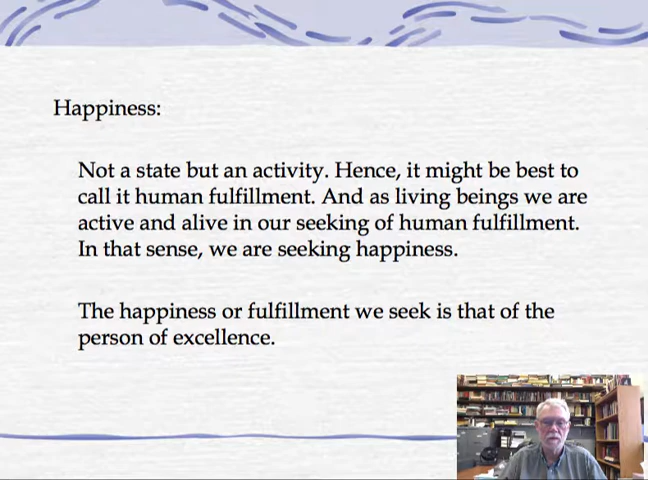 Happiness:
Not a state but an activity. Hence, it might be best to
call it human fulfillment. And as living beings we are
active and alive in our seeking of human fulfillment.
In that sense, we are seeking happiness.
The happiness or fulfillment we seek is that of the
person of excellence.